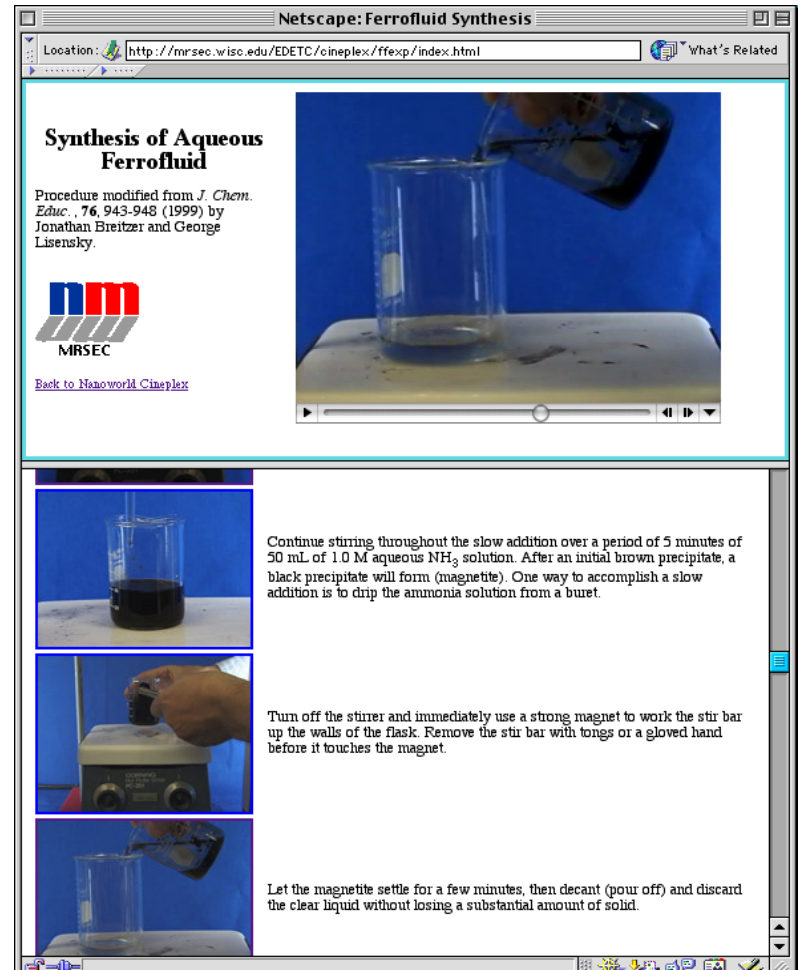 Netscape: Ferrofluid Synthesis
Location: http://mrsec.wisc.edu/EDETC/cineplex/ffexp/index.html What's Related
Synthesis of Aqueous
Ferrofluid
Procedure modified from J. Chem.
Educ. , 76, 943-948 (1999) by
Jonathan Breitzer and George
Lisensky.
nm
MRSEC
Back to Nanoworld Cineplex
Continue stirring throughout the slow addition over a period of 5 minutes of
50 mL of 1.0 M aqueous NH3 solution. After an initial brown precipitate, a
black precipitate will form (magnetite). One way to accomplish a slow
addition is to drip the ammonia solution from a buret.
Turn off the stirrer and immediately use a strong magnet to work the stir bar
up the walls of the flask. Remove the stir bar with tongs or a gloved hand
before it touches the magnet.
Let the magnetite settle for a few minutes, then decant (pour off) and discard
the clear liquid without losing a substantial amount of solid.